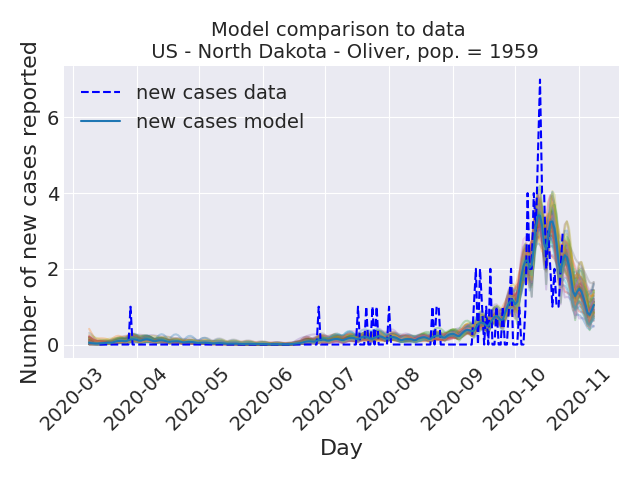 Model comparison to data
US - North Dakota - Oliver, pop. = 1959
Number of new cases reported
new cases data
new cases model
6
4
2
0
2020-03
2020-04
2020-05
2020-06
2020-07
2020-08
2020-09
2020-10
2020-11
Day